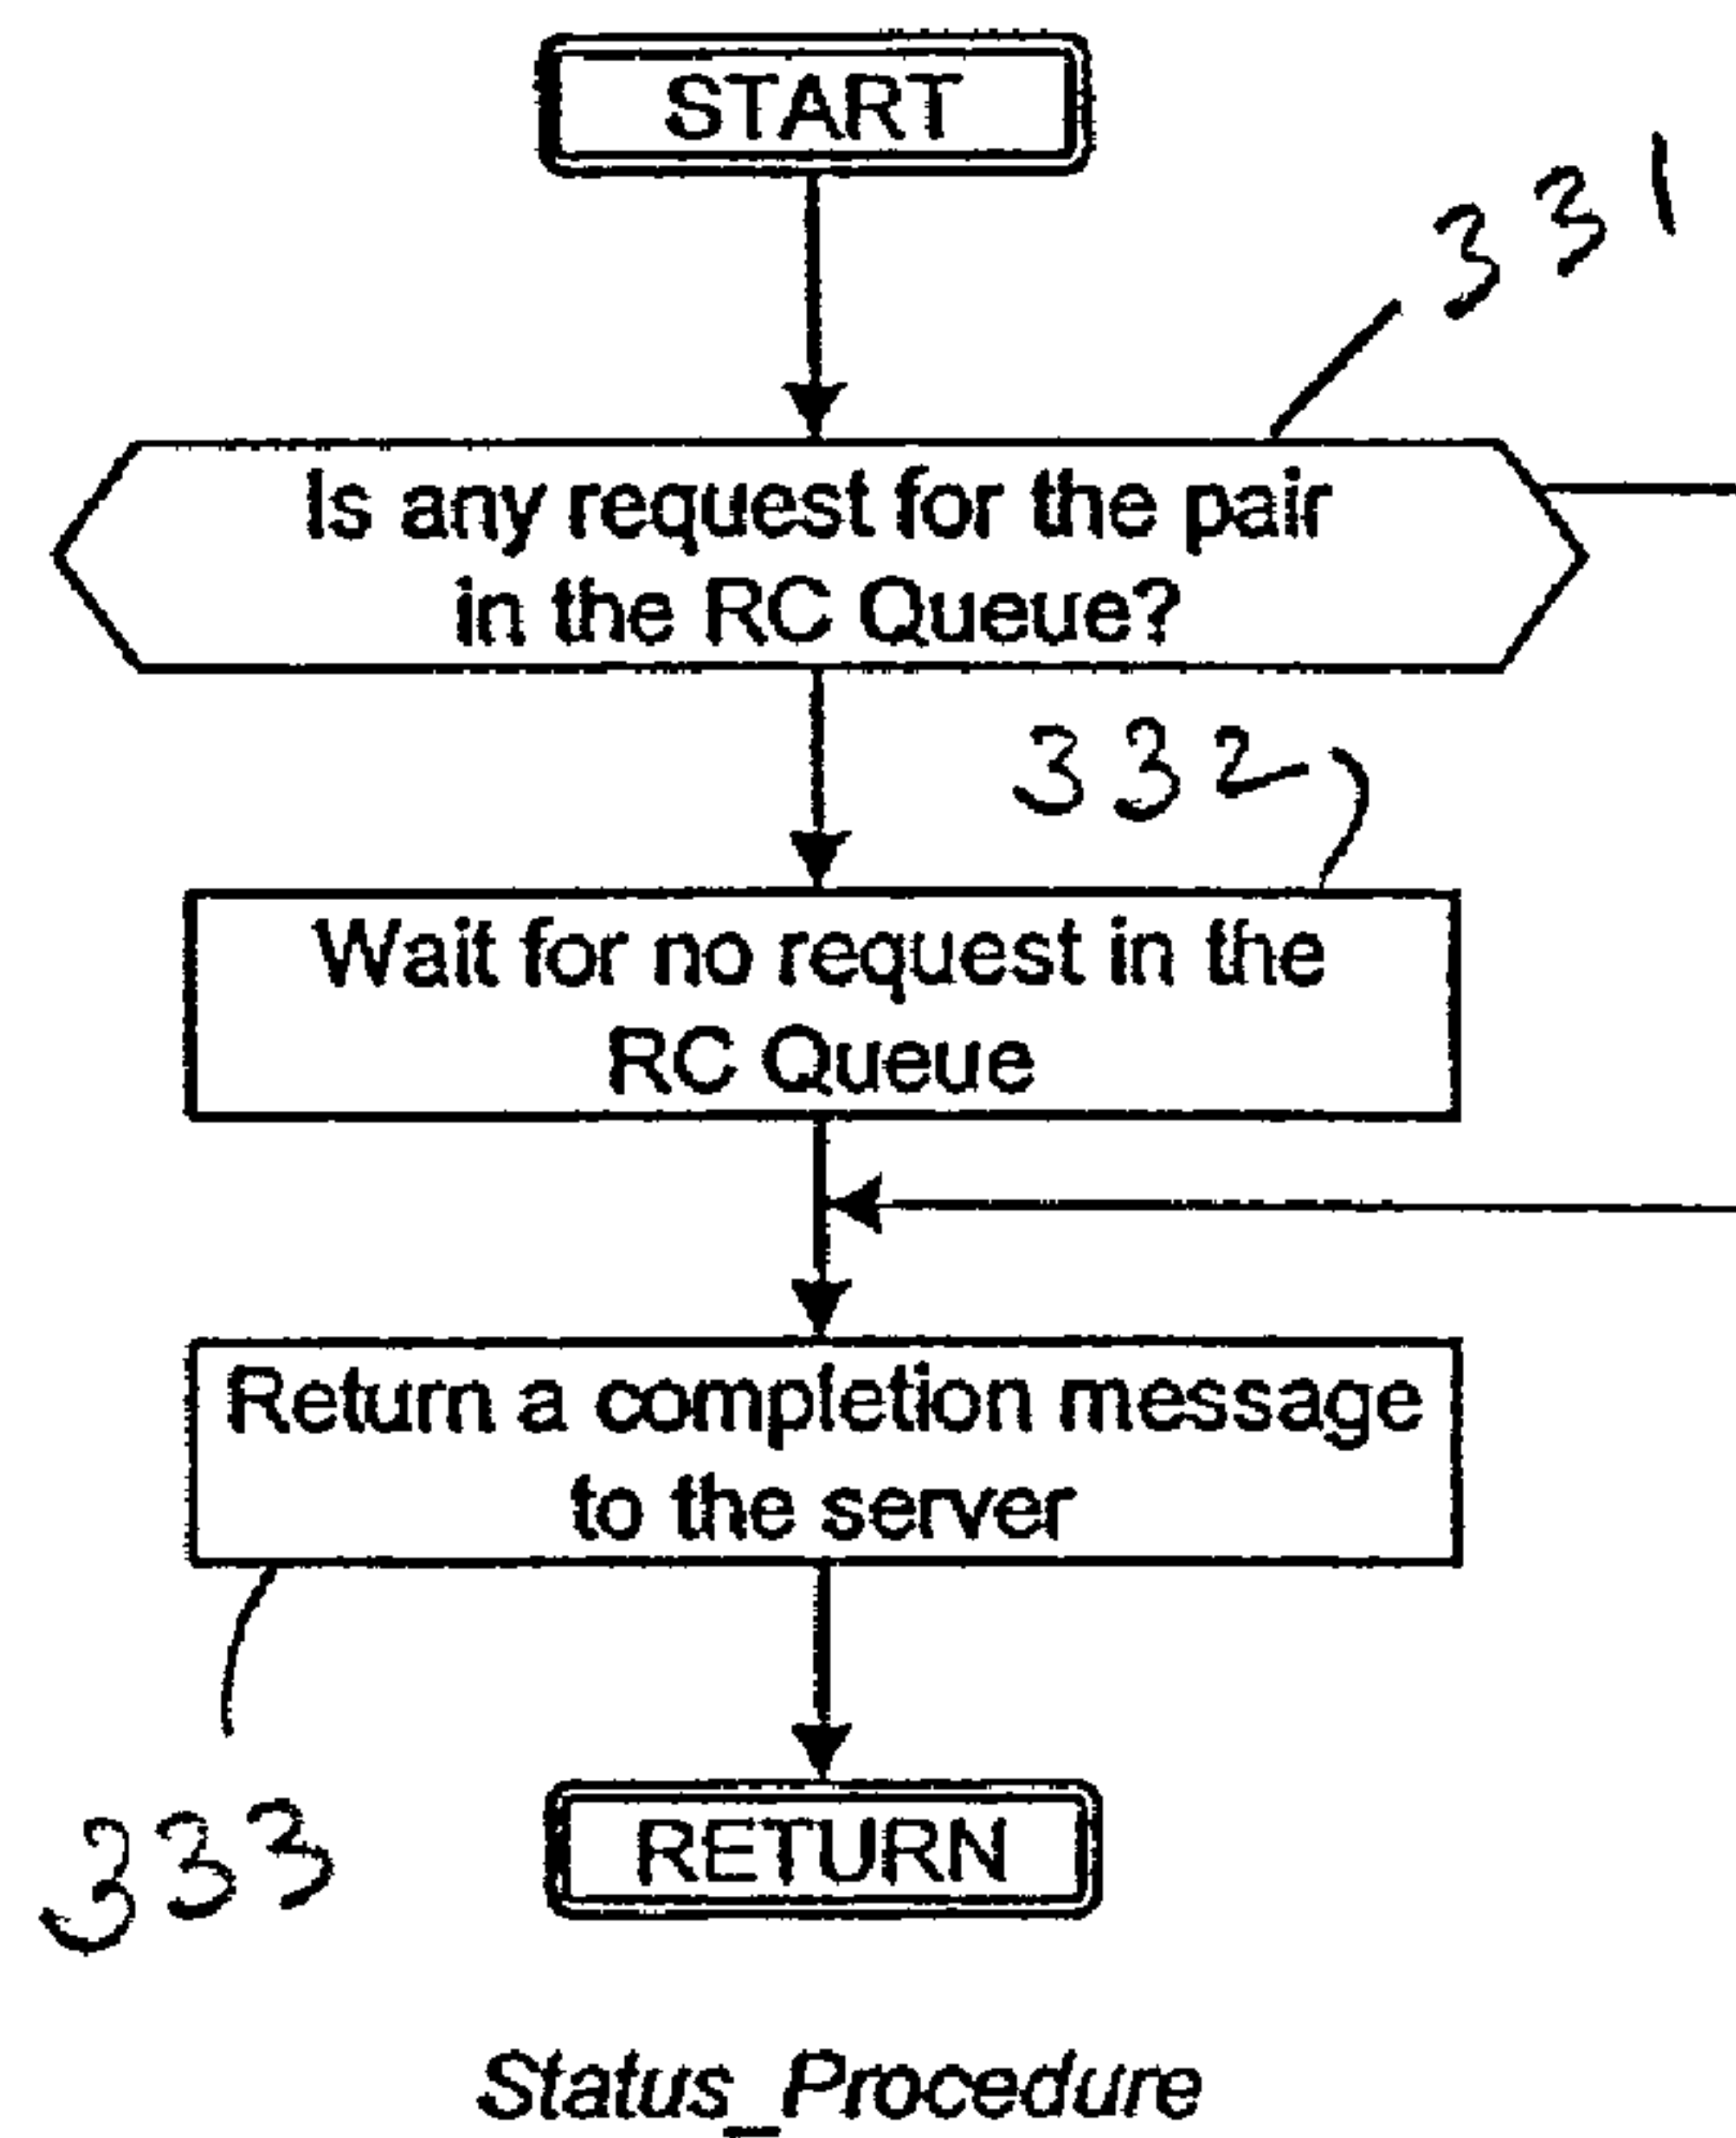 START
331
Is any request for the pair
in the RC Queue?
332
Wait for no request in the
RC Queue
Return a completion message
to the server
333
RETURN
Status_Procedure